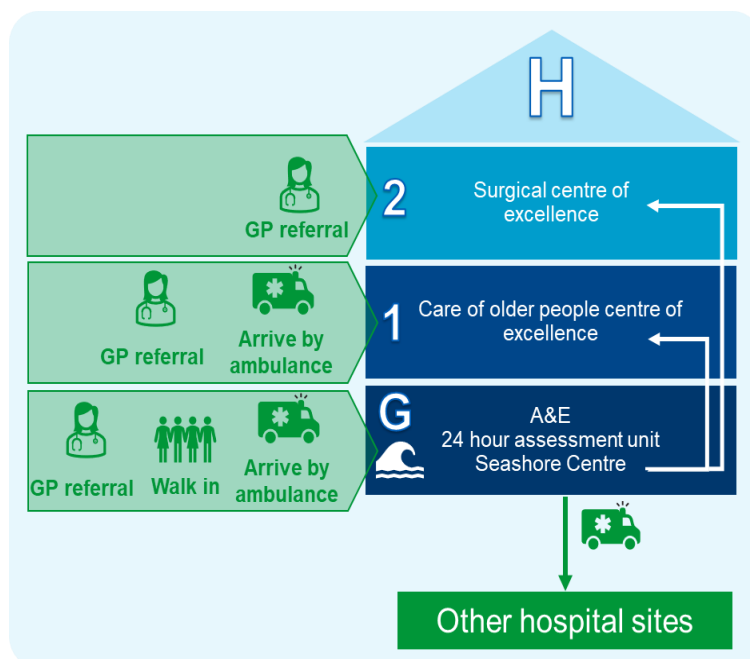 H
GP referral
2
Surgical centre of
excellence
GP referral
Arrive by
ambulance
1
Care of older people centre of
excellence
GP referral
Walk in
Arrive by
ambulance
G
A&E
24 hour assessment unit
Seashore Centre
Other hospital sites